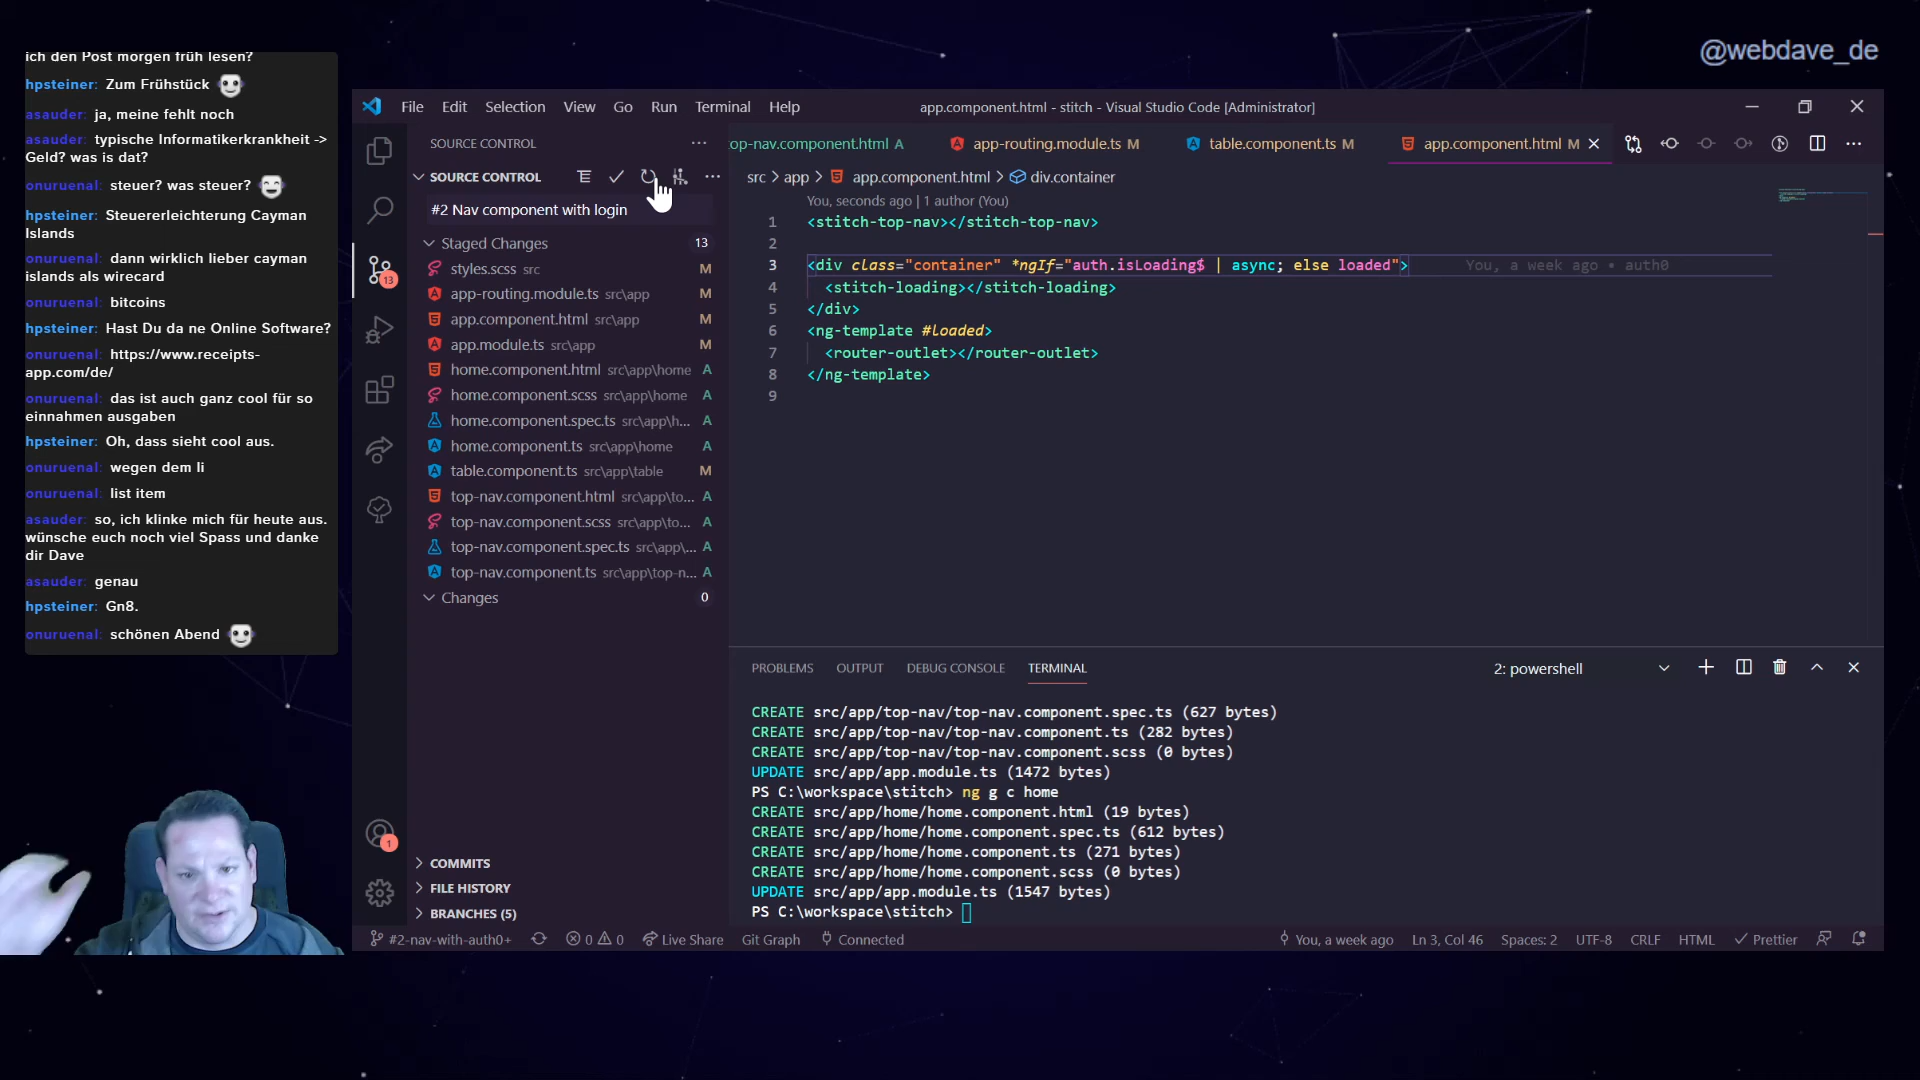 @webdave_de
ich den Post morgen früh lesen?
hpsteiner: Zum Frühstück
asauder: ja, meine fehlt noch
asauder: typische Informatikerkrankheit ->
Geld? was is dat?
onuruenal: steuer? was steuer?
hpsteiner: Steuererleichterung Cayman
Islands
onuruenal: dann wirklich lieber cayman
islands als wirecard
onuruenal: bitcoins
hpsteiner: Hast Du da ne Online Software?
onuruenal: https://www.receipts-
app.com/de/
onuruenal: das ist auch ganz cool für so
einnahmen ausgaben
hpsteiner: Oh, dass sieht cool aus.
onuruenal: wegen dem li
onuruenal: list item
asauder: so, ich klinke mich für heute aus.
wünsche euch noch viel Spass und danke
dir Dave
asauder: genau
hpsteiner: Gn8.
onuruenal: schönen Abend
File Edit Selection View Go Run Terminal Help
app.component.html - stitch - Visual Studio Code [Administrator]
SOURCE CONTROL
SOURCE CONTROL
#2 Nav component with login
Staged Changes 13
styles.scss src M
app-routing.module.ts src\app M
app.component.html src\app M
app.module.ts src\app M
home.component.html src\app\home A
home.component.scss src\app\home A
home.component.spec.ts src\app\h... A
home.component.ts src\app\home A
table.component.ts src\app\table M
top-nav.component.html src\app\to... A
top-nav.component.scss src\app\to... A
top-nav.component.spec.ts src\app\... A
top-nav.component.ts src\app\top-n... A
Changes 0
COMMITS
FILE HISTORY
BRANCHES (5)
13
1
op-nav.component.html A app-routing.module.ts M table.component.ts M app.component.html M
src > app > app.component.html > div.container
You, seconds ago | 1 author (You)
1 <stitch-top-nav></stitch-top-nav>
2
3 <div class="container" *ngIf="auth.isLoading$ | async; else loaded"> You, a week ago • auth0
4 <stitch-loading></stitch-loading>
5 </div>
6 <ng-template #loaded>
7 <router-outlet></router-outlet>
8 </ng-template>
9
PROBLEMS OUTPUT DEBUG CONSOLE TERMINAL 2: powershell
CREATE src/app/top-nav/top-nav.component.spec.ts (627 bytes)
CREATE src/app/top-nav/top-nav.component.ts (282 bytes)
CREATE src/app/top-nav/top-nav.component.scss (0 bytes)
UPDATE src/app/app.module.ts (1472 bytes)
PS C:\workspace\stitch> ng g c home
CREATE src/app/home/home.component.html (19 bytes)
CREATE src/app/home/home.component.spec.ts (612 bytes)
CREATE src/app/home/home.component.ts (271 bytes)
CREATE src/app/home/home.component.scss (0 bytes)
UPDATE src/app/app.module.ts (1547 bytes)
PS C:\workspace\stitch>
#2-nav-with-auth0+ 0 0 Live Share Git Graph Connected You, a week ago Ln 3, Col 46 Spaces: 2 UTF-8 CRLF HTML Prettier